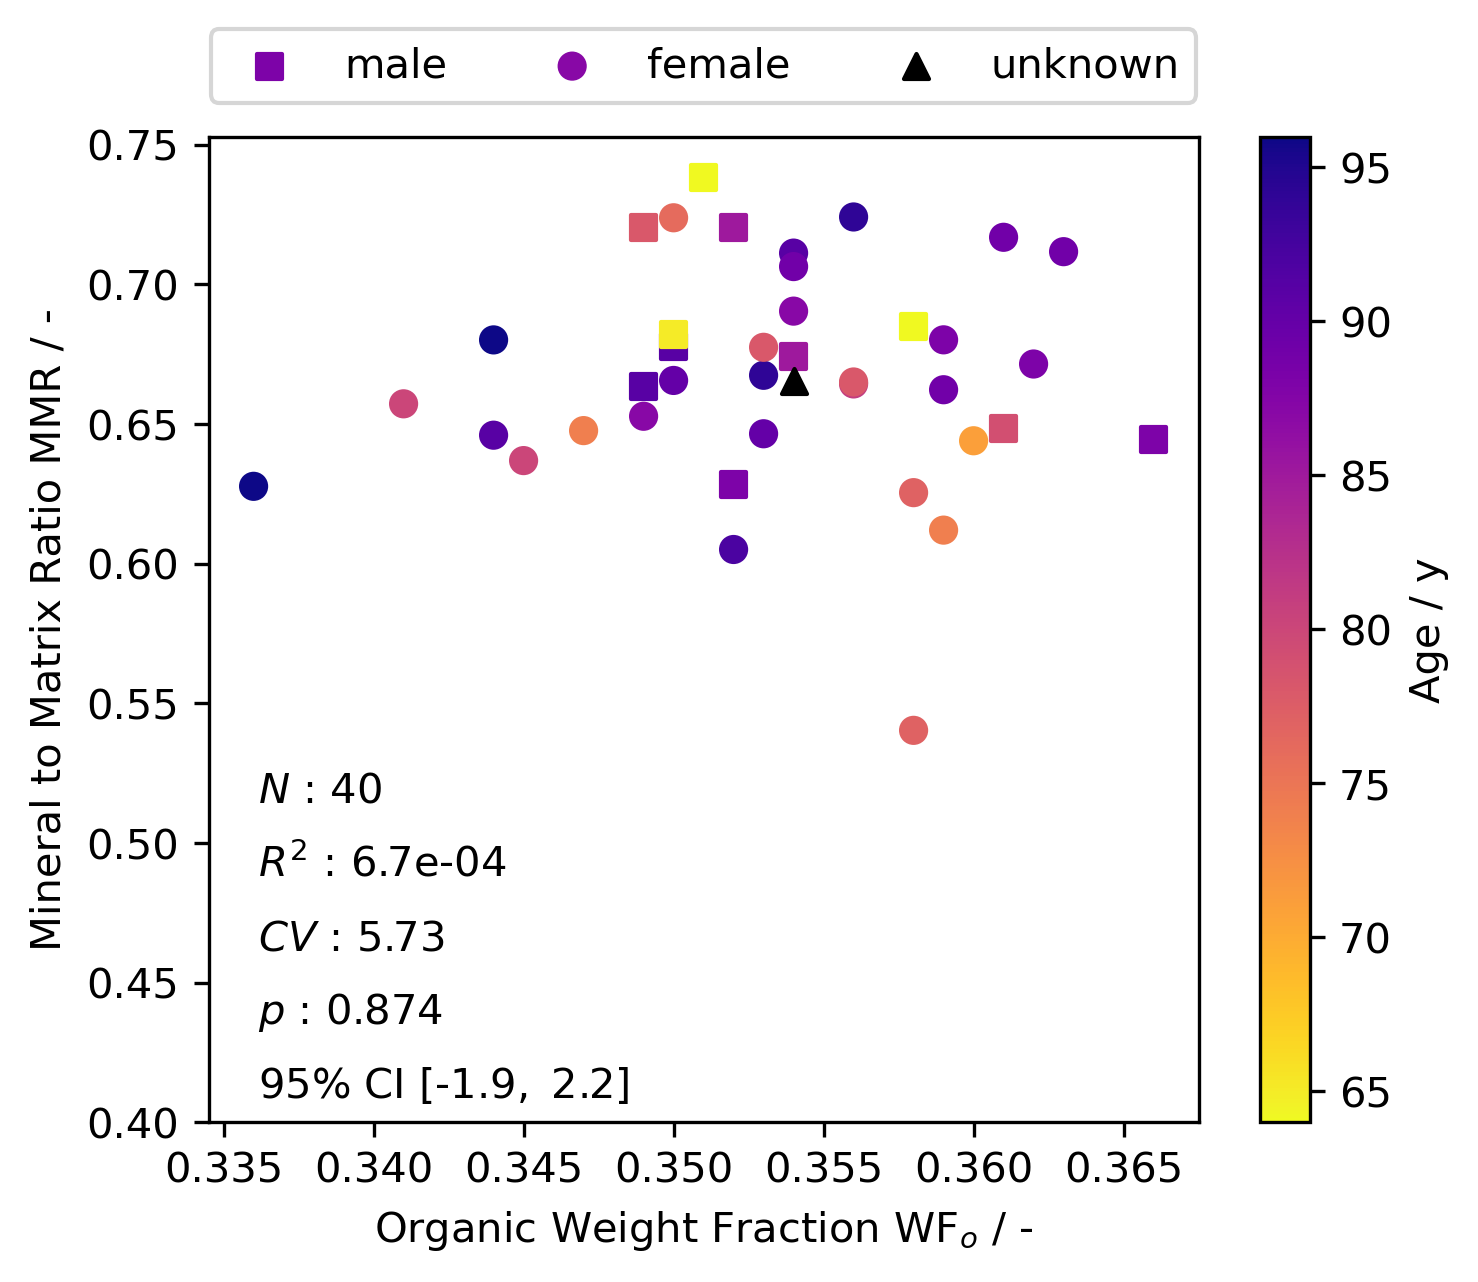 male female unknown
0.75
0.70
0.65
0.60
0.55
0.50
0.45
0.40
Mineral to Matrix Ratio MMR / -
N : 40
R² : 6.7e-04
CV : 5.73
p : 0.874
95% CI [-1.9, 2.2]
0.335 0.340 0.345 0.350 0.355 0.360 0.365
Organic Weight Fraction WFₒ / -
95
90
85
80
75
70
65
Age / y